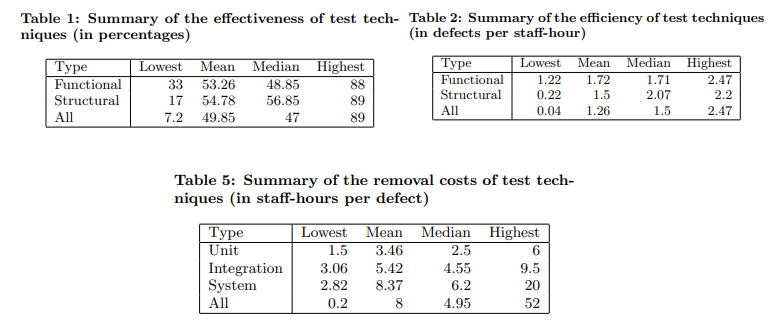 Table 1: Summary of the effectiveness of test tech-
niques (in percentages)
Type Lowest Mean Median Highest
Functional 33 53.26 48.85 88
Structural 17 54.78 56.85 89
All 7.2 49.85 47 89
Table 2: Summary of the efficiency of test techniques
(in defects per staff-hour)
Type Lowest Mean Median Highest
Functional 1.22 1.72 1.71 2.47
Structural 0.22 1.5 2.07 2.2
All 0.04 1.26 1.5 2.47
Table 5: Summary of the removal costs of test tech-
niques (in staff-hours per defect)
Type Lowest Mean Median Highest
Unit 1.5 3.46 2.5 6
Integration 3.06 5.42 4.55 9.5
System 2.82 8.37 6.2 20
All 0.2 8 4.95 52